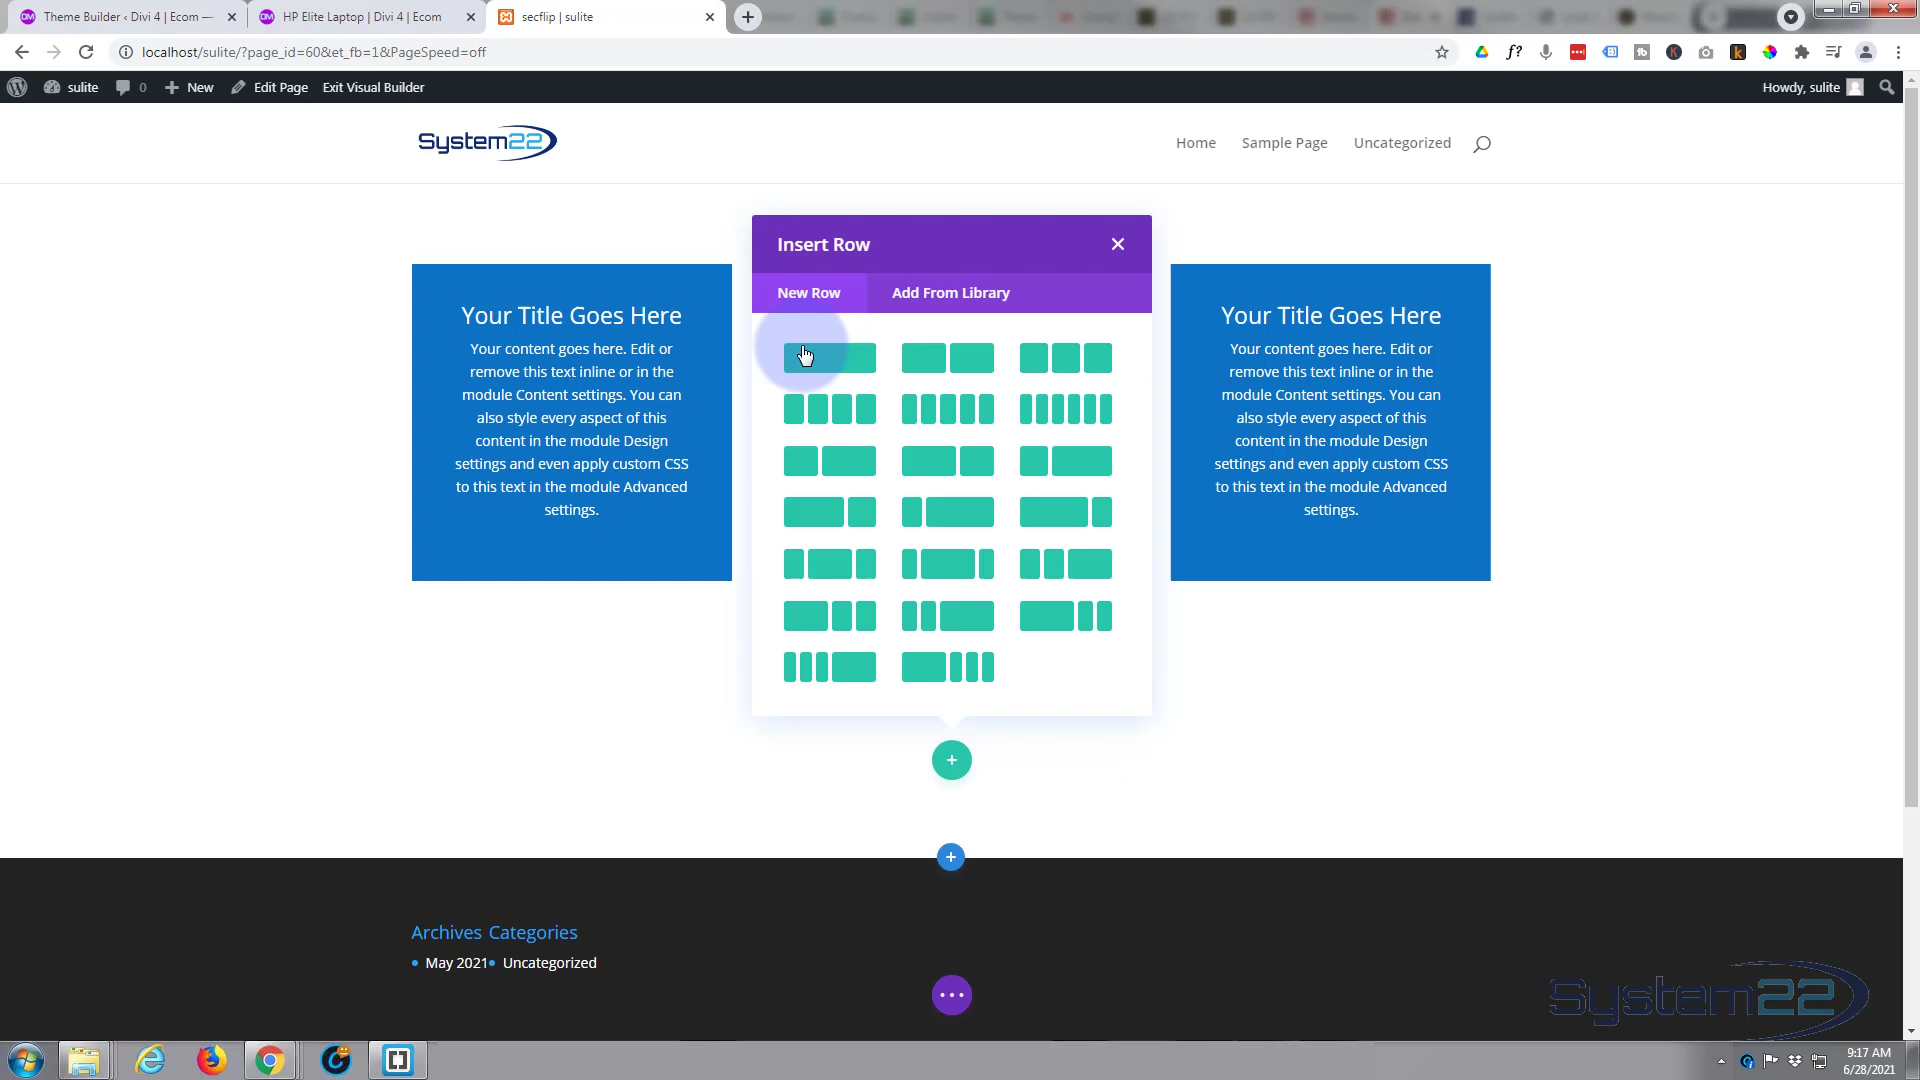 Theme Builder ‹ Divi 4 | Ecom —
HP Elite Laptop | Divi 4 | Ecom
secflip | sulite
localhost/sulite/?page_id=60&et_fb=1&PageSpeed=off
sulite
0
New
Edit Page
Exit Visual Builder
Howdy, sulite
System22
Home
Sample Page
Uncategorized
Insert Row
New Row
Add From Library
Your Title Goes Here
Your content goes here. Edit or
remove this text inline or in the
module Content settings. You can
also style every aspect of this
content in the module Design
settings and even apply custom CSS
to this text in the module Advanced
settings.
Your Title Goes Here
Your content goes here. Edit or
remove this text inline or in the
module Content settings. You can
also style every aspect of this
content in the module Design
settings and even apply custom CSS
to this text in the module Advanced
settings.
Archives
Categories
May 2021
Uncategorized
System22
9:17 AM
6/28/2021